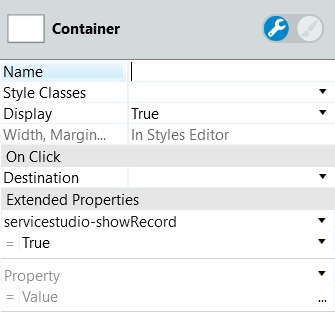 Container
Name
Style Classes
Display True
Width, Margin... In Styles Editor
On Click
Destination
Extended Properties
servicestudio-showRecord
= True
Property
= Value ...